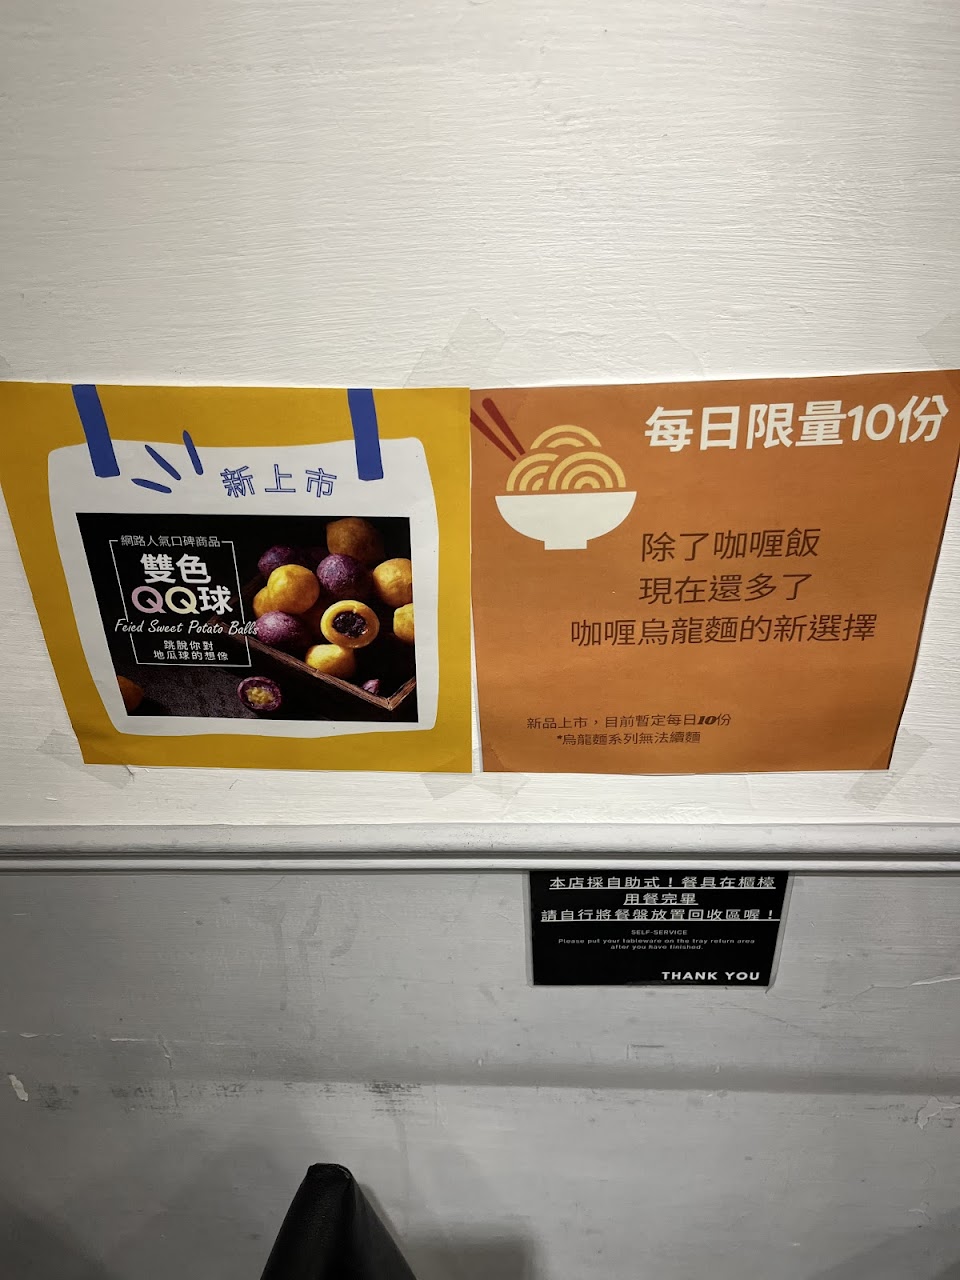 新上市
網路人氣口碑商品
雙色
QQ球
Feied Sweet Potato Balls
跳脫你對
地瓜球的想像
每日限量10份
除了咖喱飯
現在還多了
咖喱烏龍麵的新選擇
新品上市，目前暫定每日10份
*烏龍麵系列無法續麵
本店採自助式！餐具在櫃檯
用餐完畢
請自行將餐盤放置回收區喔！
SELF-SERVICE
Please put your tableware on the tray return area
after you have finished.
THANK YOU